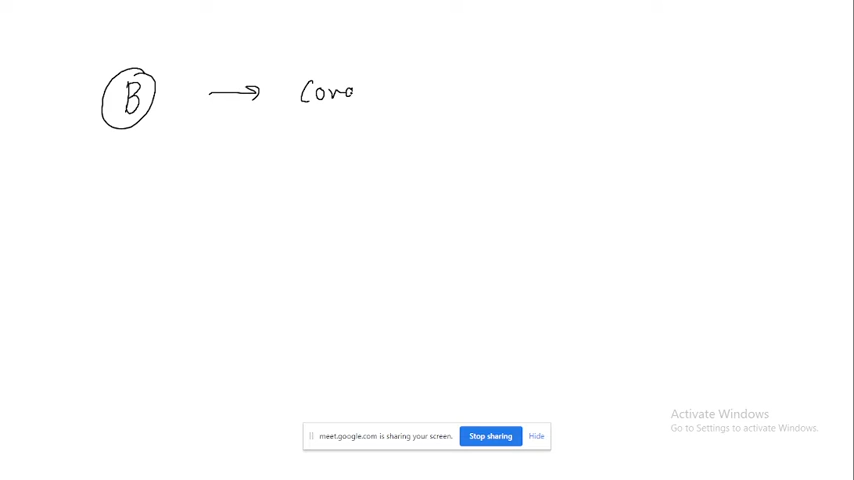 B → Coro
meet.google.com is sharing your screen. Stop sharing Hide
Activate Windows
Go to Settings to activate Windows.